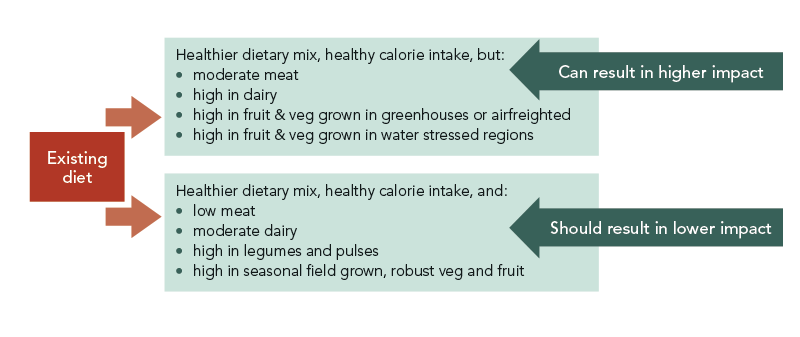 Existing
diet
Healthier dietary mix, healthy calorie intake, but:
• moderate meat
• high in dairy
• high in fruit & veg grown in greenhouses or airfreighted
• high in fruit & veg grown in water stressed regions
Can result in higher impact
Healthier dietary mix, healthy calorie intake, and:
• low meat
• moderate dairy
• high in legumes and pulses
• high in seasonal field grown, robust veg and fruit
Should result in lower impact